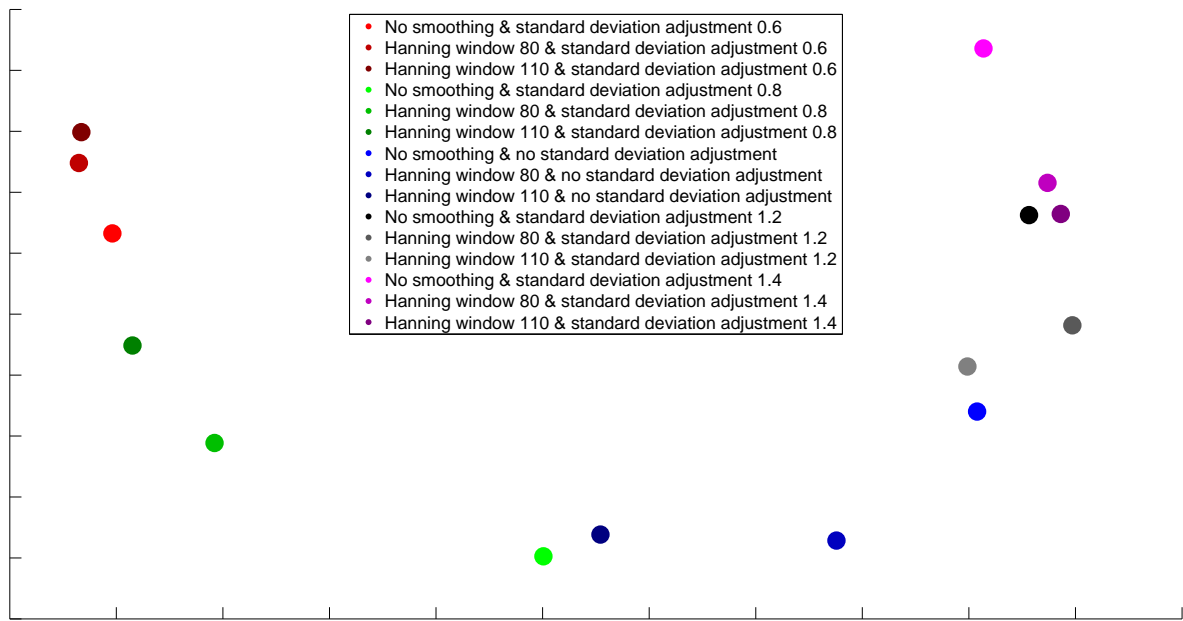 No smoothing & standard deviation adjustment 0.6
Hanning window 80 & standard deviation adjustment 0.6
Hanning window 110 & standard deviation adjustment 0.6
No smoothing & standard deviation adjustment 0.8
Hanning window 80 & standard deviation adjustment 0.8
Hanning window 110 & standard deviation adjustment 0.8
No smoothing & no standard deviation adjustment
Hanning window 80 & no standard deviation adjustment
Hanning window 110 & no standard deviation adjustment
No smoothing & standard deviation adjustment 1.2
Hanning window 80 & standard deviation adjustment 1.2
Hanning window 110 & standard deviation adjustment 1.2
No smoothing & standard deviation adjustment 1.4
Hanning window 80 & standard deviation adjustment 1.4
Hanning window 110 & standard deviation adjustment 1.4